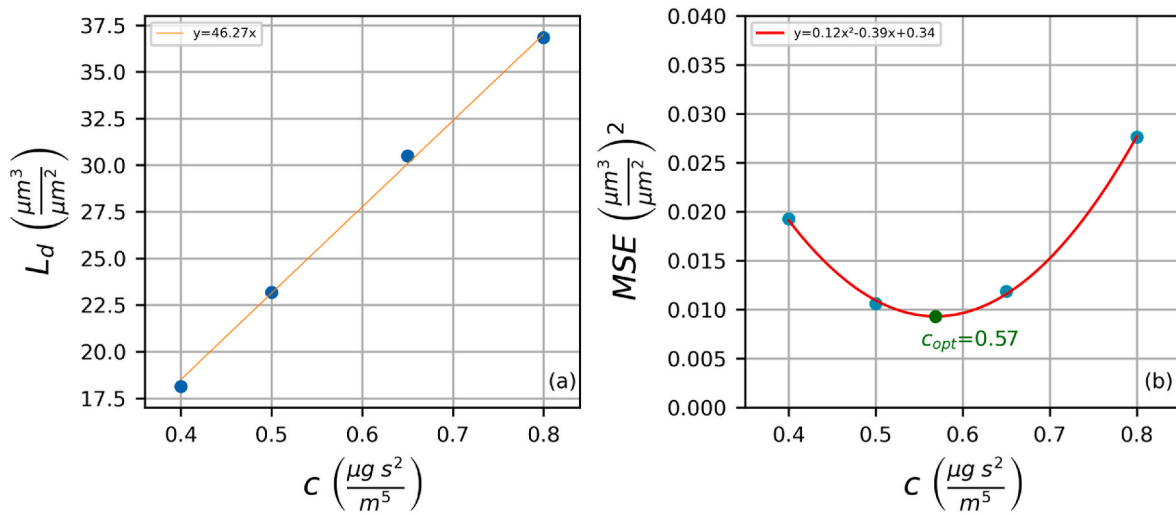 y=46.27x
37.5
35.0
32.5
30.0
27.5
25.0
22.5
20.0
17.5
L_d (μm³/μm²)
0.4 0.5 0.6 0.7 0.8
c (μg s²/m⁵)
(a)
y=0.12x²-0.39x+0.34
0.040
0.035
0.030
0.025
0.020
0.015
0.010
0.005
0.000
MSE (μm³/μm²)²
c_opt=0.57
0.4 0.5 0.6 0.7 0.8
c (μg s²/m⁵)
(b)